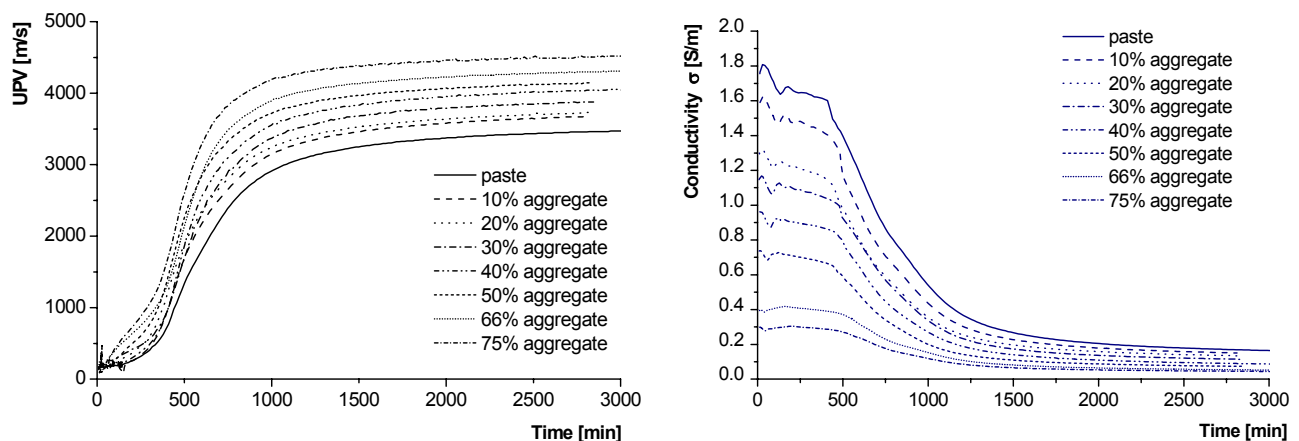 UPV [m/s]
5000
4000
3000
2000
1000
0
paste
10% aggregate
20% aggregate
30% aggregate
40% aggregate
50% aggregate
66% aggregate
75% aggregate
0 500 1000 1500 2000 2500 3000
Time [min]
Conductivity σ [S/m]
2.0
1.8
1.6
1.4
1.2
1.0
0.8
0.6
0.4
0.2
0.0
paste
10% aggregate
20% aggregate
30% aggregate
40% aggregate
50% aggregate
66% aggregate
75% aggregate
0 500 1000 1500 2000 2500 3000
Time [min]